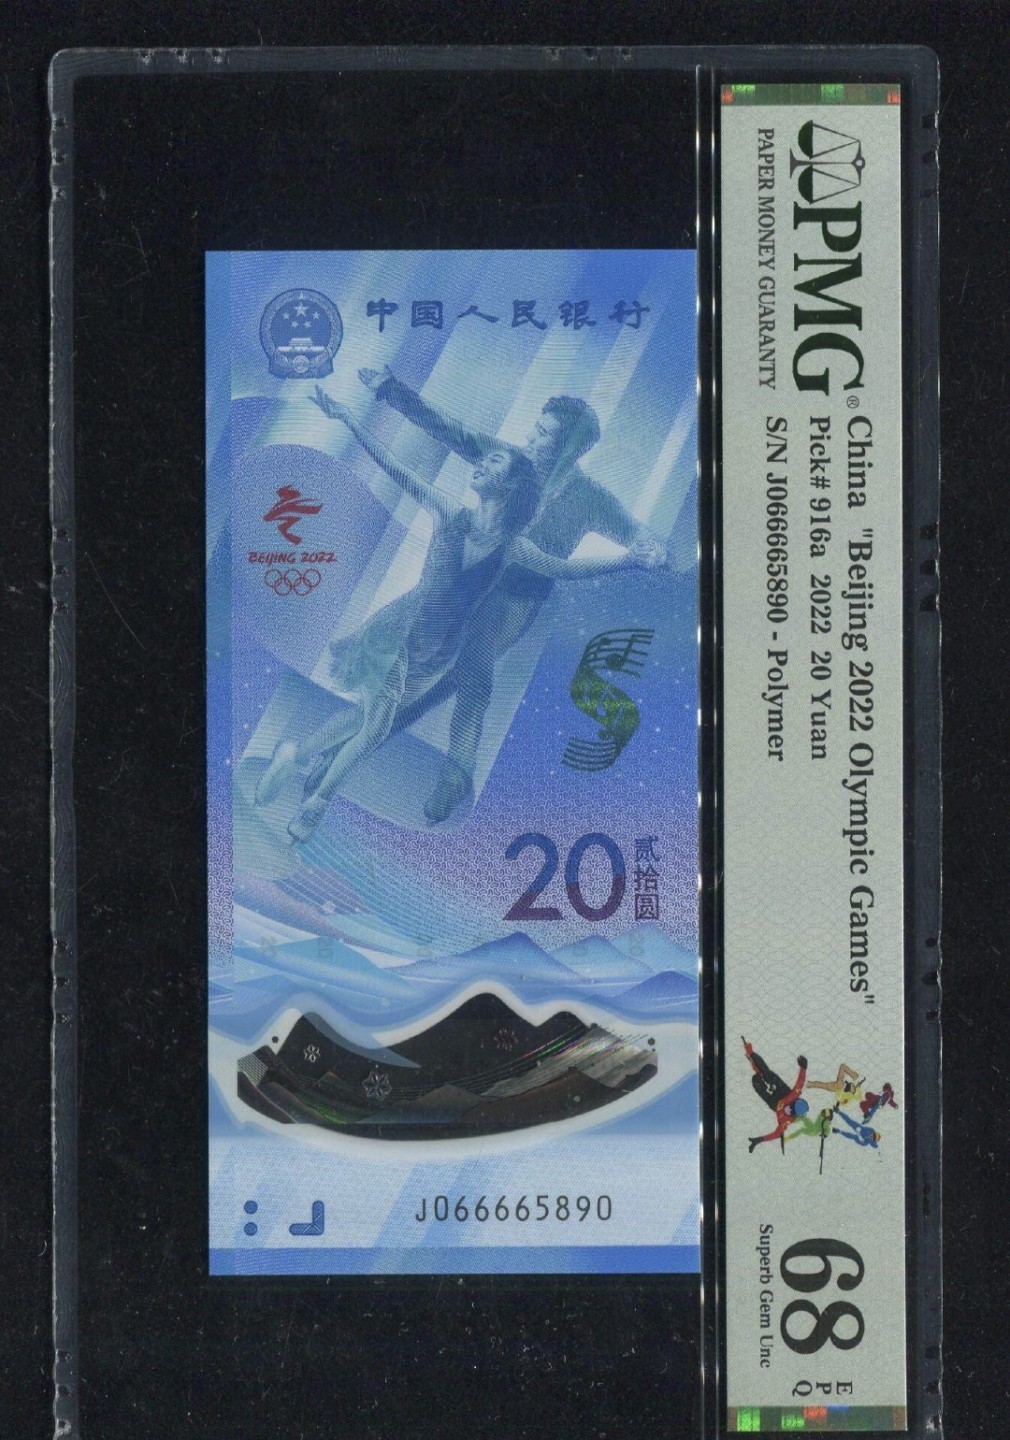 中国人民银行
BEIJING 2022
20
贰拾圆
J066665890
PMG®
PAPER MONEY GUARANTY
China "Beijing 2022 Olympic Games"
Pick# 916a 2022 20 Yuan
S/N J066665890 - Polymer
68
EPQ
Superb Gem Unc